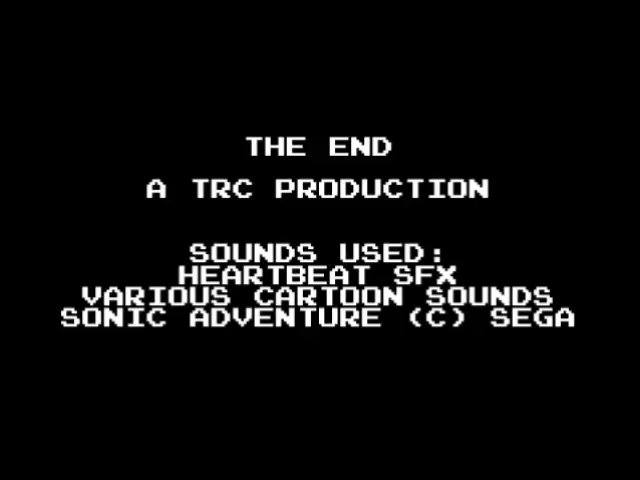 THE END
A TRC PRODUCTION
SOUNDS USED:
HEARTBEAT SFX
VARIOUS CARTOON SOUNDS
SONIC ADVENTURE (C) SEGA